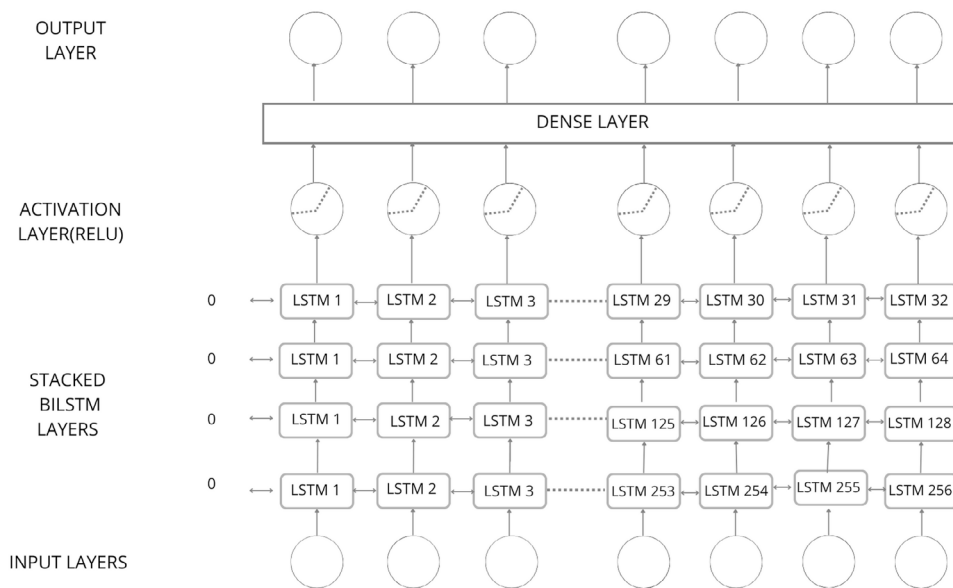 OUTPUT
LAYER
DENSE LAYER
ACTIVATION
LAYER(RELU)
0 LSTM 1 LSTM 2 LSTM 3 LSTM 29 LSTM 30 LSTM 31 LSTM 32
0 LSTM 1 LSTM 2 LSTM 3 LSTM 61 LSTM 62 LSTM 63 LSTM 64
STACKED
BILSTM
LAYERS
0 LSTM 1 LSTM 2 LSTM 3 LSTM 125 LSTM 126 LSTM 127 LSTM 128
0 LSTM 1 LSTM 2 LSTM 3 LSTM 253 LSTM 254 LSTM 255 LSTM 256
INPUT LAYERS